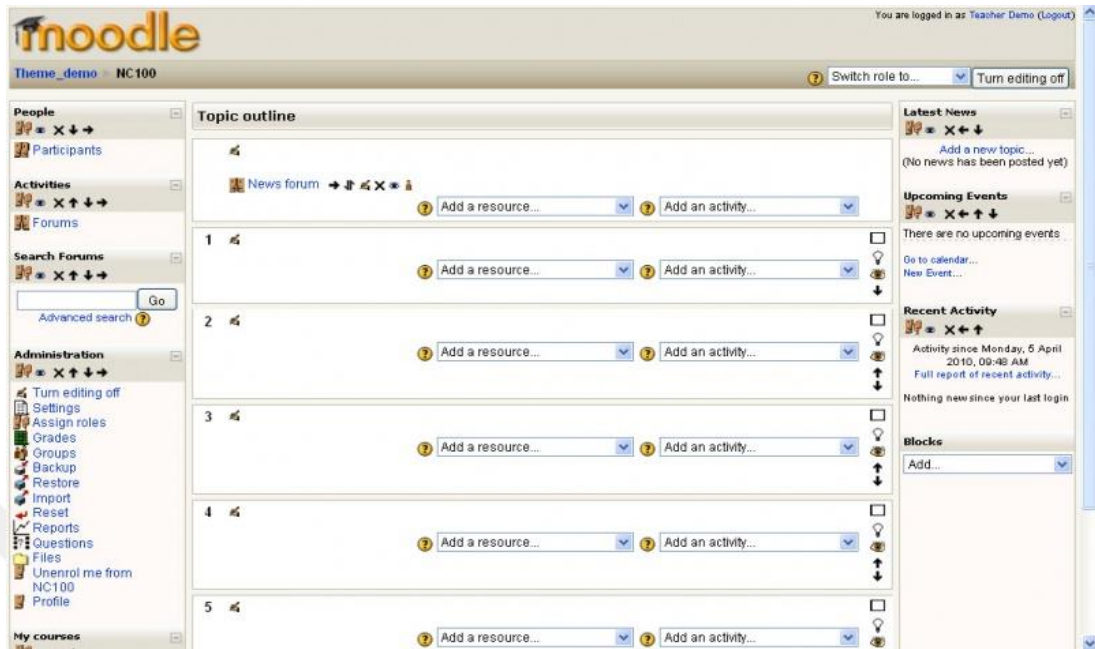 moodle
You are logged in as Teacher Demo (Logout)
Theme_demo ► NC100
Switch role to...
Turn editing off
People
Participants
Activities
Forums
Search Forums
Go
Advanced search
Administration
Turn editing off
Settings
Assign roles
Grades
Groups
Backup
Restore
Import
Reset
Reports
Questions
Files
Unenrol me from
NC100
Profile
My courses
Topic outline
News forum
Add a resource... Add an activity...
1
Add a resource... Add an activity...
2
Add a resource... Add an activity...
3
Add a resource... Add an activity...
4
Add a resource... Add an activity...
5
Add a resource... Add an activity...
Latest News
Add a new topic...
(No news has been posted yet)
Upcoming Events
There are no upcoming events
Go to calendar...
New Event...
Recent Activity
Activity since Monday, 5 April
2010, 09:48 AM
Full report of recent activity...
Nothing new since your last login
Blocks
Add...